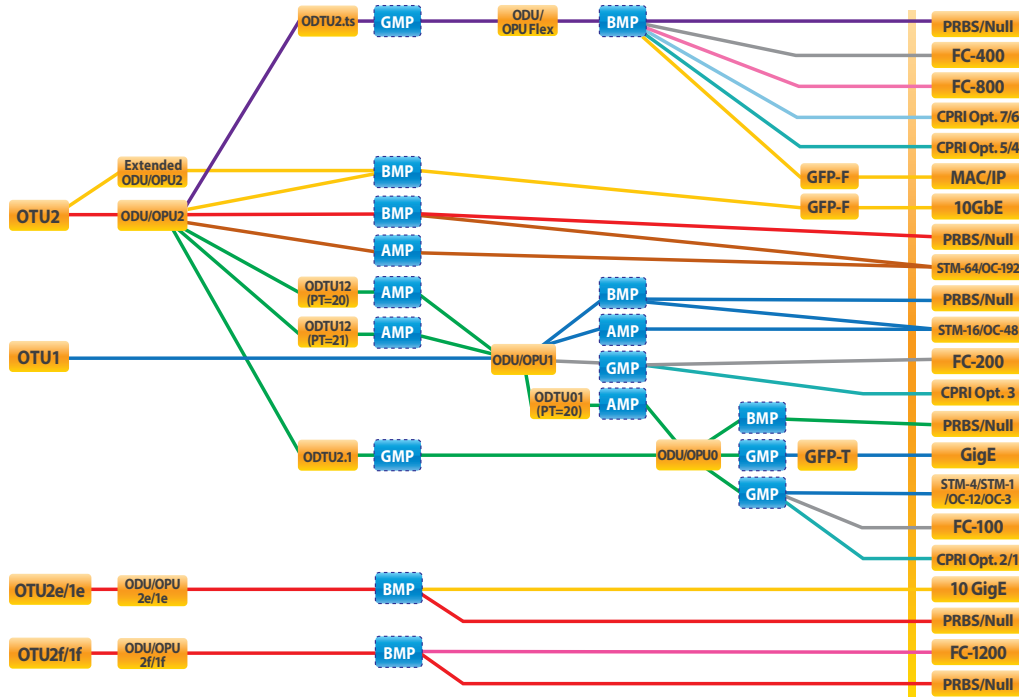 ODTU2.ts
GMP
ODU/
OPU Flex
BMP
PRBS/Null
FC-400
FC-800
CPRI Opt. 7/6
CPRI Opt. 5/4
Extended
ODU/OPU2
BMP
GFP-F
MAC/IP
OTU2
ODU/OPU2
BMP
GFP-F
10GbE
PRBS/Null
AMP
STM-64/OC-192
ODTU12
(PT=20)
AMP
BMP
PRBS/Null
ODTU12
(PT=21)
AMP
AMP
STM-16/OC-48
OTU1
ODU/OPU1
GMP
FC-200
CPRI Opt. 3
ODTU01
(PT=20)
AMP
BMP
PRBS/Null
ODTU2.1
GMP
ODU/OPU0
GMP
GFP-T
GigE
GMP
STM-4/STM-1
/OC-12/OC-3
FC-100
CPRI Opt. 2/1
OTU2e/1e
ODU/OPU
2e/1e
BMP
10 GigE
PRBS/Null
OTU2f/1f
ODU/OPU
2f/1f
BMP
FC-1200
PRBS/Null